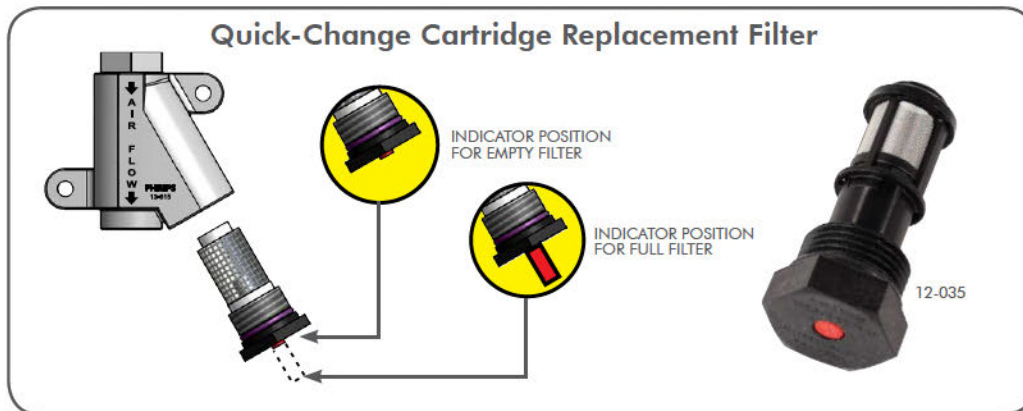 Quick-Change Cartridge Replacement Filter
AIR FLOW
PHILLIPS
INDICATOR POSITION
FOR EMPTY FILTER
INDICATOR POSITION
FOR FULL FILTER
12-035